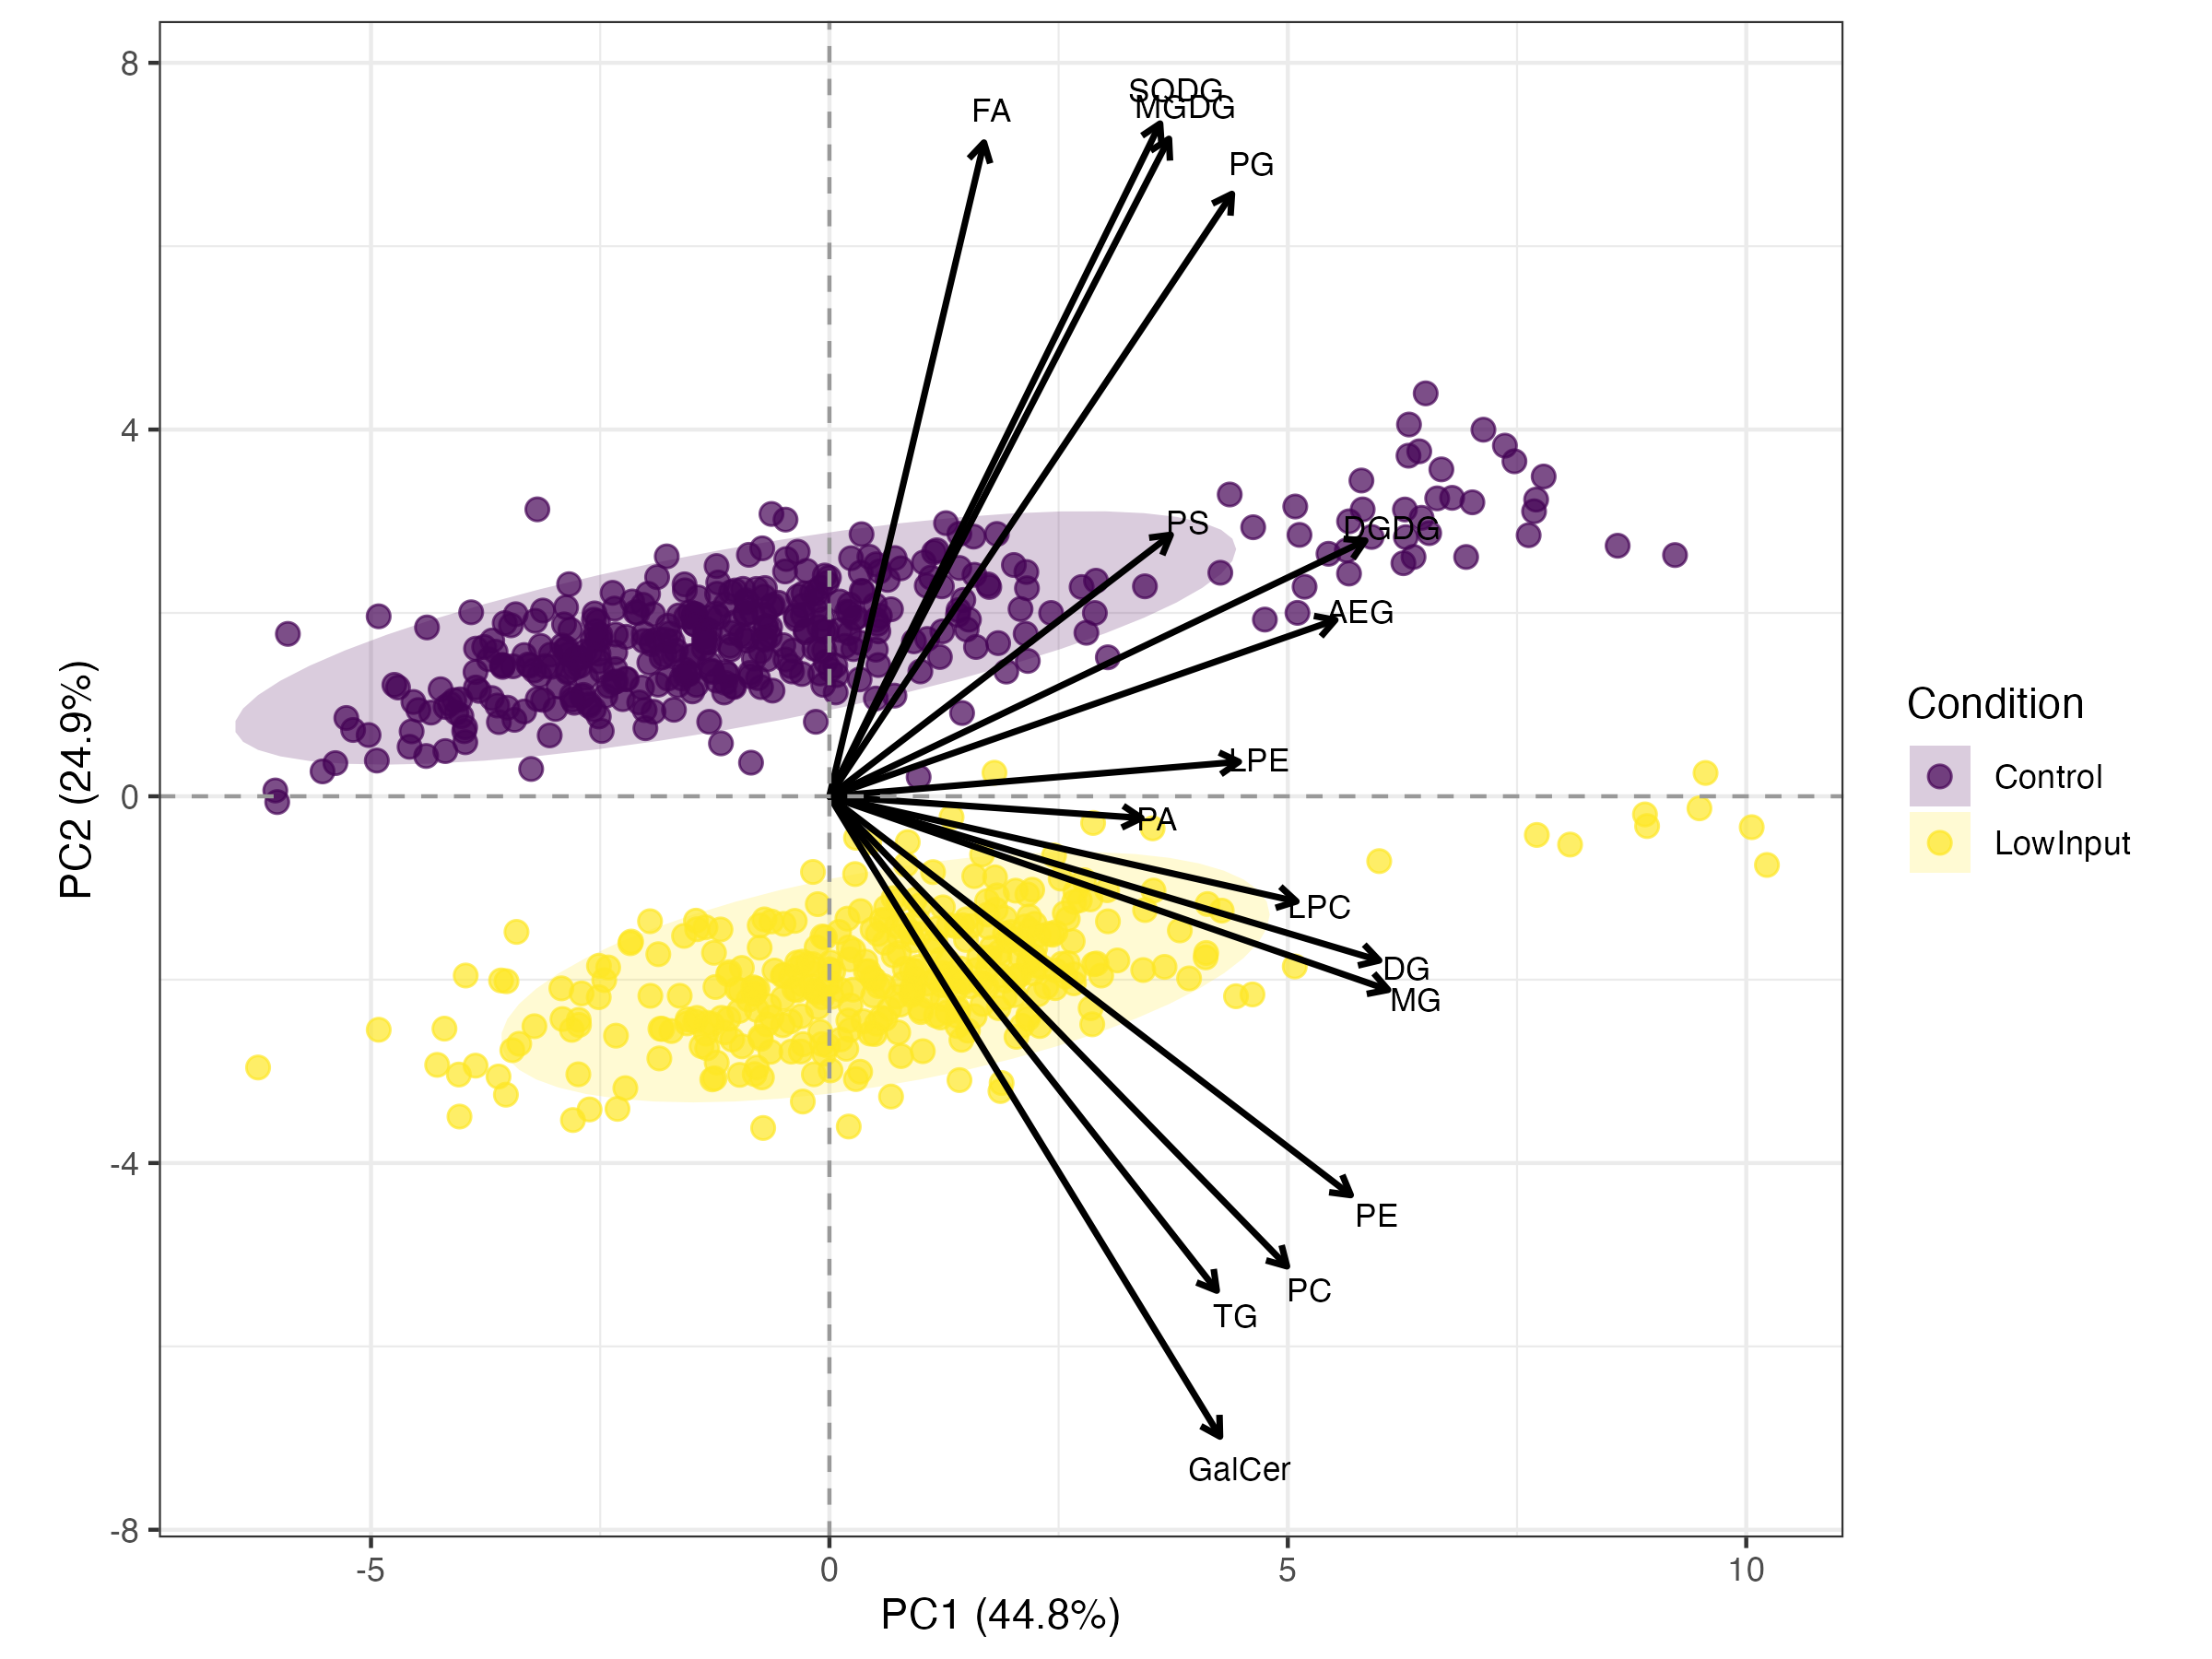 8
4
0
-4
-8
PC2 (24.9%)
FA
SQDG
MGDG
PG
PS
DGDG
AEG
LPE
PA
LPC
DG
MG
PE
PC
TG
GalCer
-5
0
5
10
PC1 (44.8%)
Condition
Control
LowInput